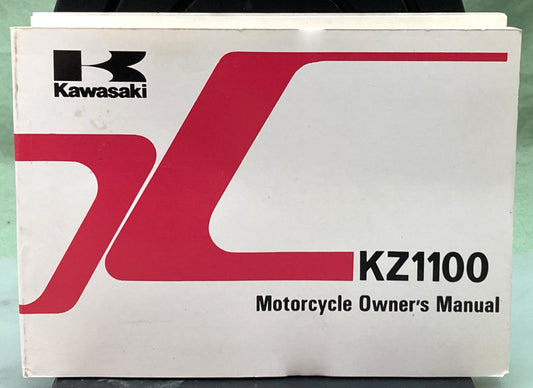 Kawasaki
KZ1100
Motorcycle Owner's Manual